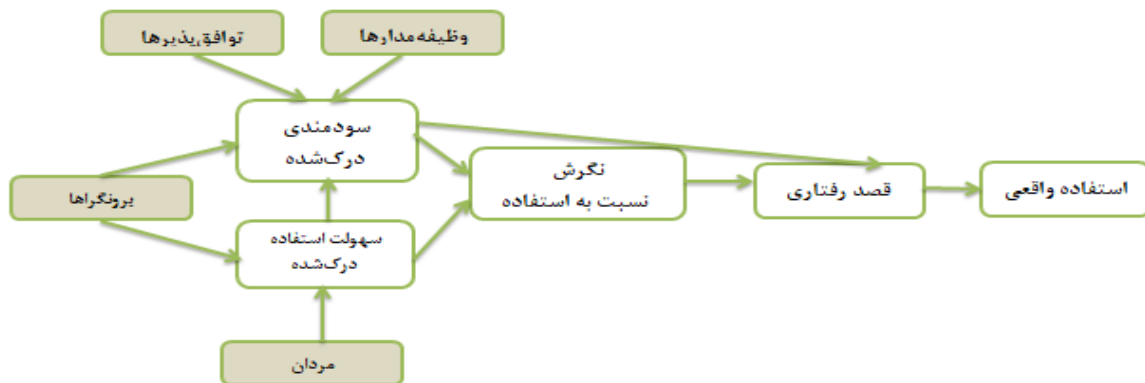 وظیفه‌مدارها
توافق‌پذیرها
سودمندی
درک‌شده
برونگراها
نگرش
نسبت به استفاده
قصد رفتاری
استفاده واقعی
سهولت استفاده
درک‌شده
مردان